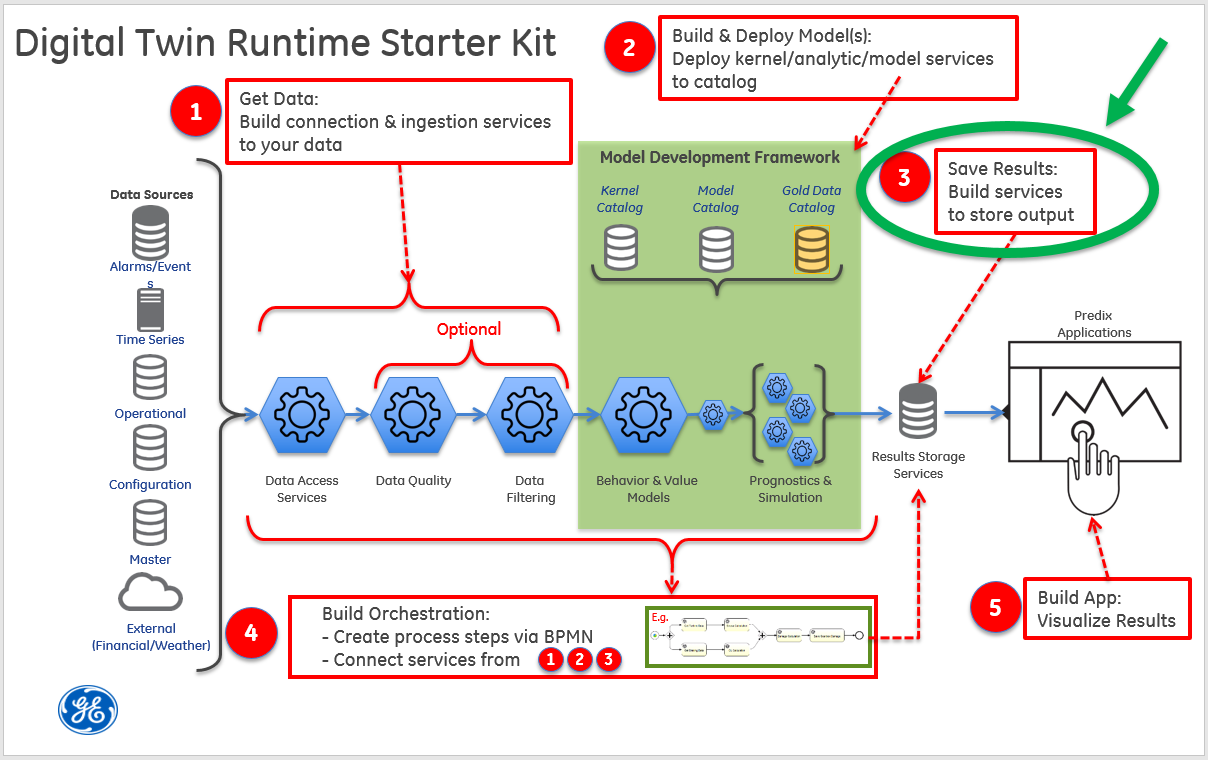 Digital Twin Runtime Starter Kit
1
Get Data:
Build connection & ingestion services
to your data
2
Build & Deploy Model(s):
Deploy kernel/analytic/model services
to catalog
3
Save Results:
Build services
to store output
Data Sources
Alarms/Event
s
Time Series
Operational
Configuration
Master
External
(Financial/Weather)
Model Development Framework
Kernel
Catalog
Model
Catalog
Gold Data
Catalog
Optional
Data Access
Services
Data Quality
Data
Filtering
Behavior & Value
Models
Prognostics &
Simulation
Results Storage
Services
Predix
Applications
4
Build Orchestration:
- Create process steps via BPMN
- Connect services from 1 2 3
E.g.
5
Build App:
Visualize Results
GE